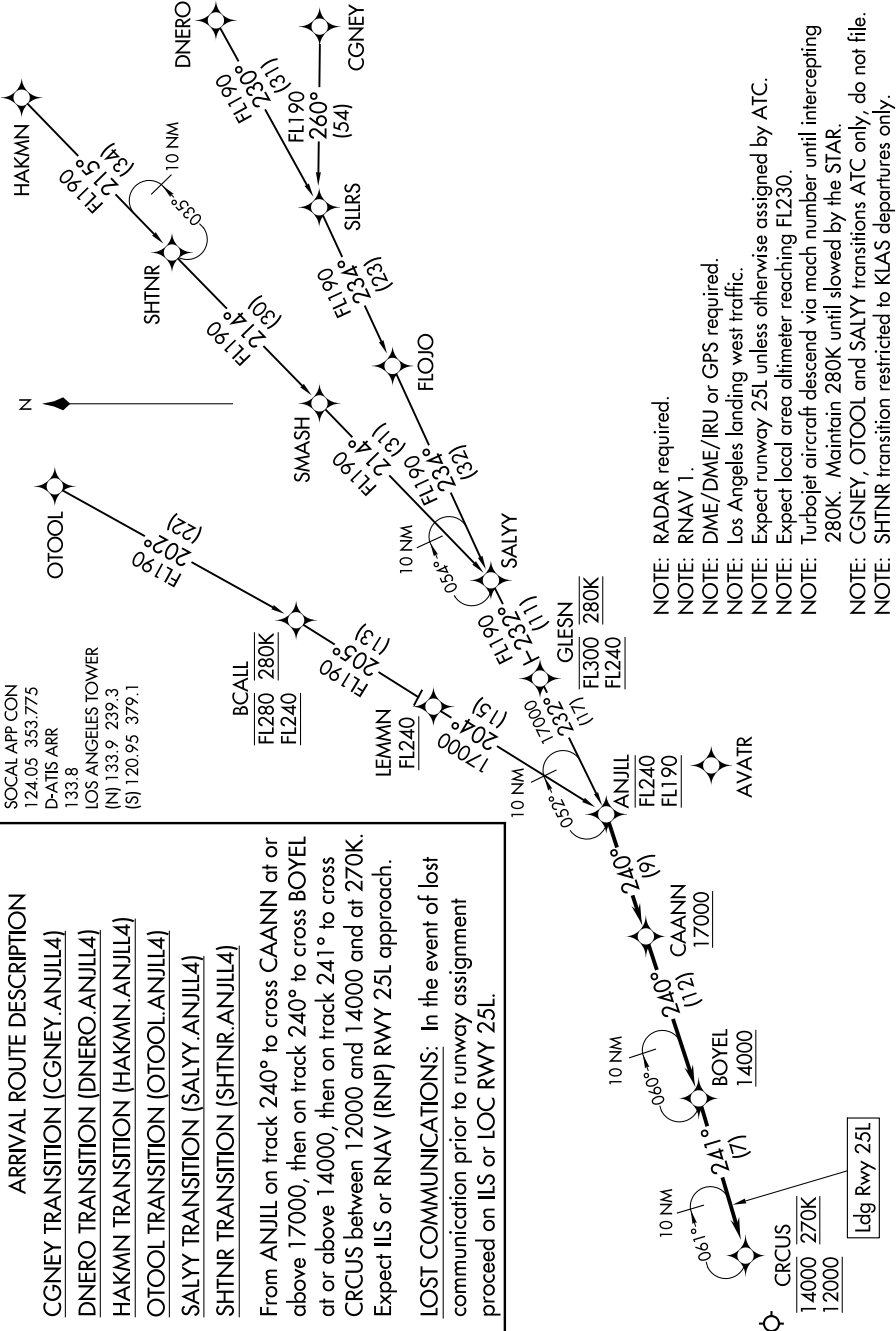 SOCAL APP CON
124.05 353.775
D-ATIS ARR
133.8
LOS ANGELES TOWER
(N) 133.9 239.3
(S) 120.95 379.1
ARRIVAL ROUTE DESCRIPTION
CGNEY TRANSITION (CGNEY.ANJLL4)
DNERO TRANSITION (DNERO.ANJLL4)
HAKMN TRANSITION (HAKMN.ANJLL4)
OTOOL TRANSITION (OTOOL.ANJLL4)
SALYY TRANSITION (SALYY.ANJLL4)
SHTNR TRANSITION (SHTNR.ANJLL4)
From ANJLL on track 240° to cross CAANN at or
above 17000, then on track 240° to cross BOYEL
at or above 14000, then on track 241° to cross
CRCUS between 12000 and 14000 and at 270K.
Expect ILS or RNAV (RNP) RWY 25L approach.
LOST COMMUNICATIONS: In the event of lost
communication prior to runway assignment
proceed on ILS or LOC RWY 25L.
N
HAKMN
FL190
215°
(34)
10 NM
035°
SHTNR
FL190
214°
(30)
SMASH
FL190
214°
(31)
DNERO
FL190
230°
(31)
CGNEY
FL190
260°
(54)
SLLRS
FL190
234°
(23)
FLOJO
FL190
234°
(32)
10 NM
054°
SALYY
FL190
232°
(11)
GLESN
FL300 280K
FL240
17000
232°
(17)
OTOOL
FL190
202°
(22)
BCALL
FL280 280K
FL240
FL190
205°
(13)
LEMMN
FL240
17000
204°
(15)
10 NM
052°
ANJLL
FL240
FL190
AVATR
240°
(9)
CAANN
17000
240°
(12)
10 NM
060°
BOYEL
14000
241°
(7)
10 NM
061°
CRCUS
14000 270K
12000
Ldg Rwy 25L
NOTE: RADAR required.
NOTE: RNAV 1.
NOTE: DME/DME/IRU or GPS required.
NOTE: Los Angeles landing west traffic.
NOTE: Expect runway 25L unless otherwise assigned by ATC.
NOTE: Expect local area altimeter reaching FL230.
NOTE: Turbojet aircraft descend via mach number until intercepting
280K. Maintain 280K until slowed by the STAR.
NOTE: CGNEY, OTOOL and SALYY transitions ATC only, do not file.
NOTE: SHTNR transition restricted to KLAS departures only.